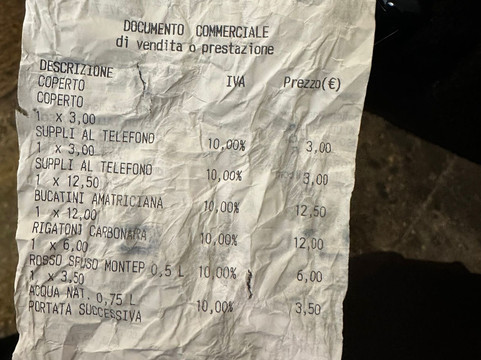 DOCUMENTO COMMERCIALE
di vendita o prestazione
DESCRIZIONE IVA Prezzo(€)
COPERTO
COPERTO
1 x 3,00
SUPPLI AL TELEFONO 10,00% 3,00
1 x 3,00
SUPPLI AL TELEFONO 10,00% 3,00
1 x 12,50
BUCATINI AMATRICIANA 10,00% 12,50
1 x 12,00
RIGATONI CARBONARA 10,00% 12,00
1 x 6,00
ROSSO SFUSO MONTEP 0,5 L 10,00% 6,00
1 x 3,50
ACQUA NAT. 0,75 L 10,00% 3,50
PORTATA SUCCESSIVA